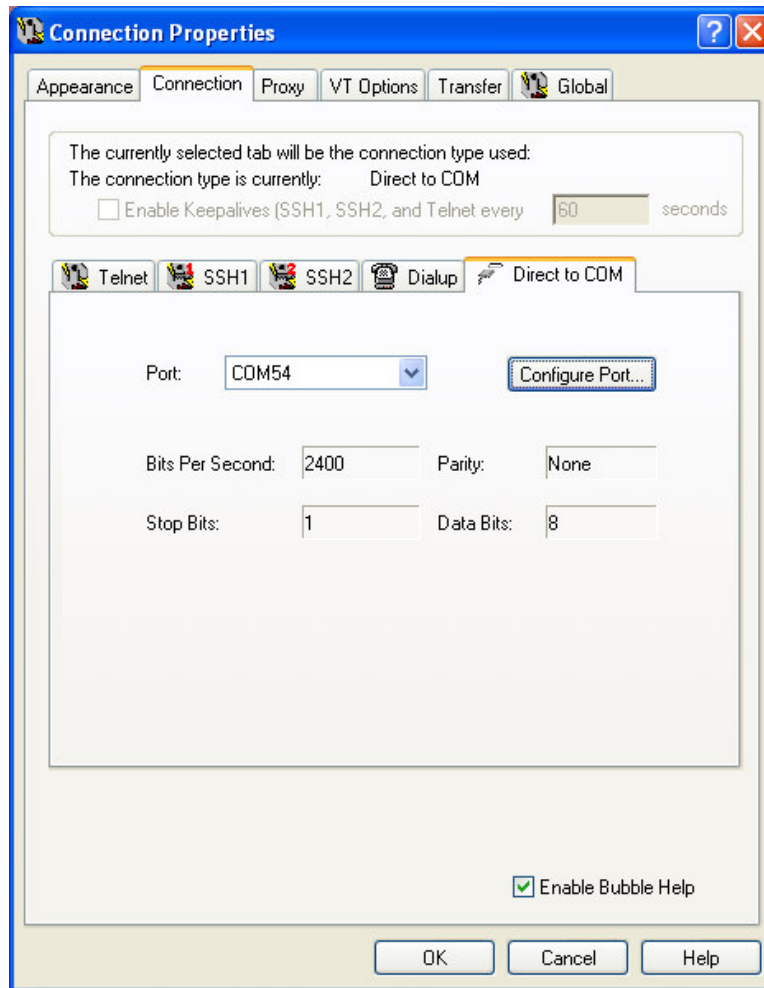 Connection Properties
Appearance Connection Proxy VT Options Transfer Global
The currently selected tab will be the connection type used:
The connection type is currently: Direct to COM
Enable Keepalives (SSH1, SSH2, and Telnet every 60 seconds
Telnet SSH1 SSH2 Dialup Direct to COM
Port: COM54 Configure Port...
Bits Per Second: 2400 Parity: None
Stop Bits: 1 Data Bits: 8
Enable Bubble Help
OK Cancel Help